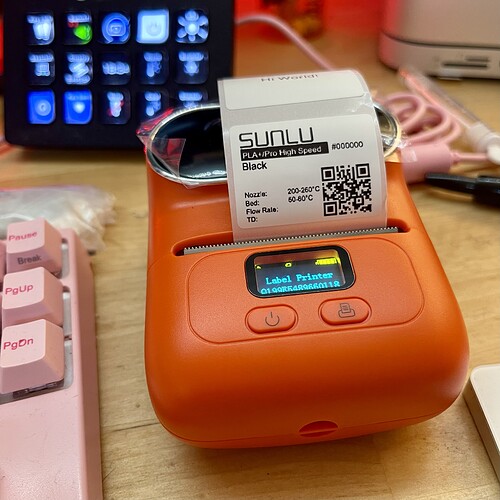 Hi World!
SUNLU
PLA+/Pro High Speed #000000
Black
Nozzle: 200-260°C
Bed: 50-60°C
Flow Rate:
TD:
Label Printer
Pause
Break
PgUp
PgDn